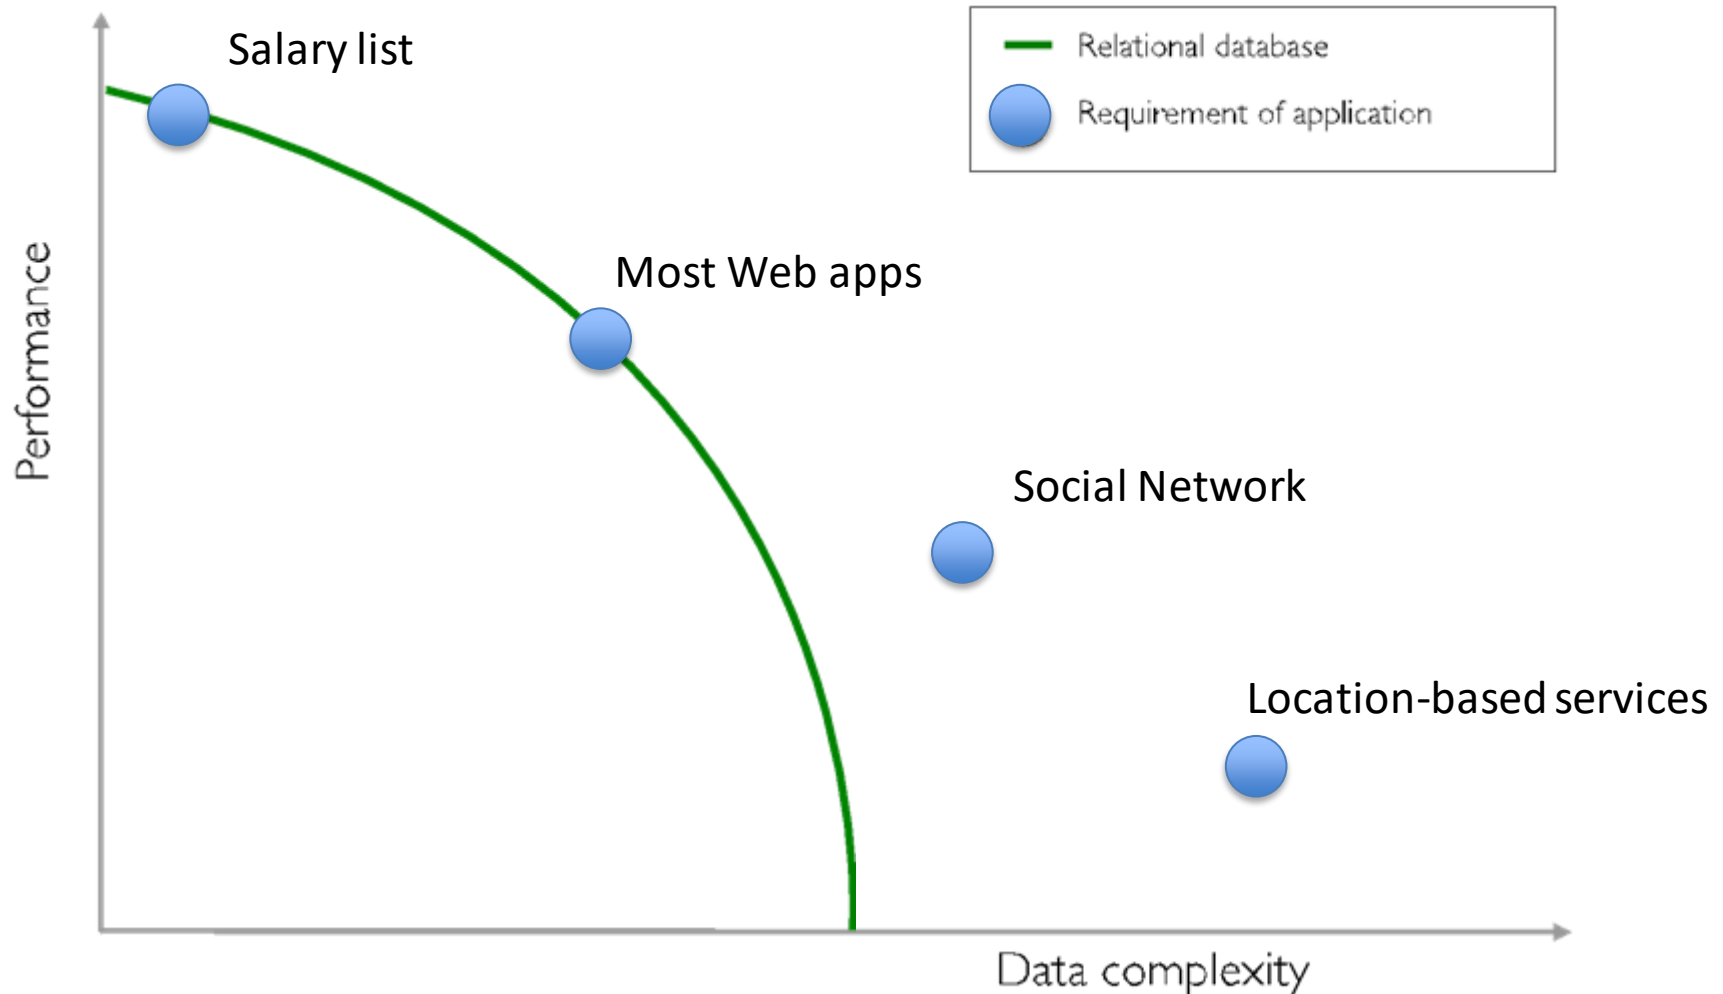 Salary list
Relational database
Requirement of application
Most Web apps
Performance
Social Network
Location-based services
Data complexity